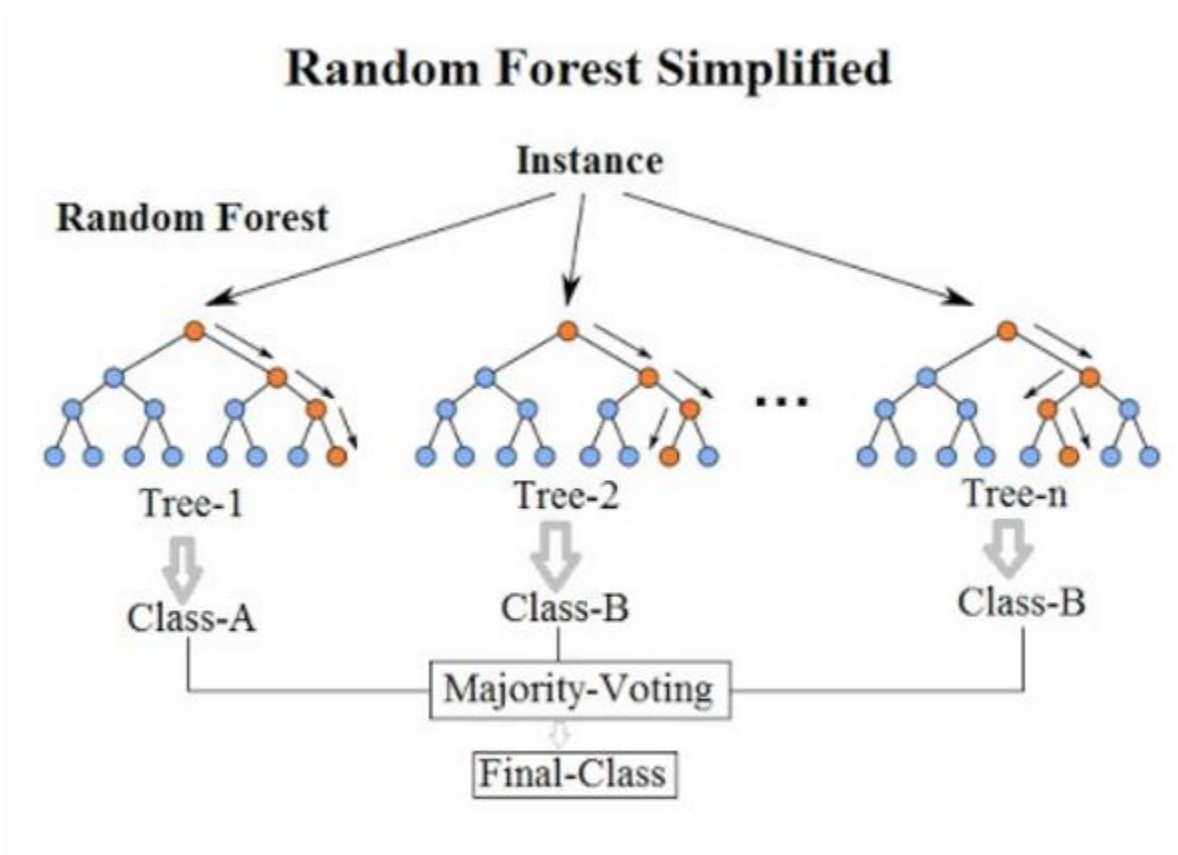 Random Forest Simplified
Instance
Random Forest
...
Tree-1
Tree-2
Tree-n
Class-A
Class-B
Class-B
Majority-Voting
Final-Class